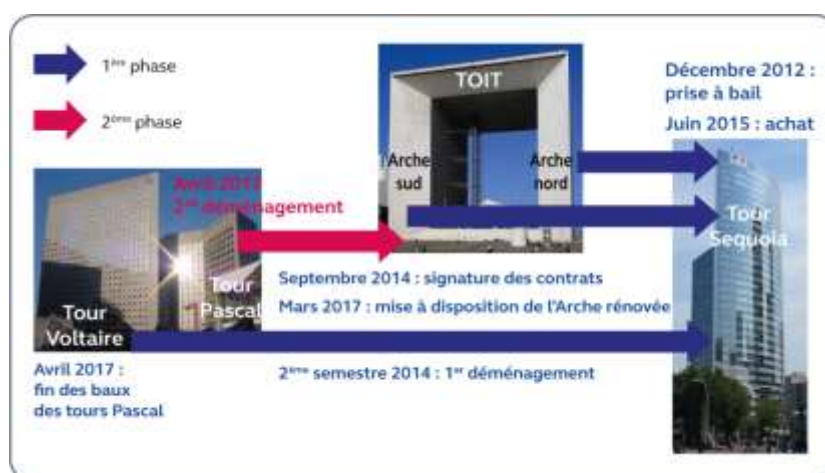 1ère phase
2ème phase
TOIT
Arche
sud
Arche
nord
Décembre 2012 :
prise à bail
Juin 2015 : achat
Tour
Sequoia
Avril 2017
2nd déménagement
Tour
Pascal
Tour
Voltaire
Septembre 2014 : signature des contrats
Mars 2017 : mise à disposition de l'Arche rénovée
Avril 2017 :
fin des baux
des tours Pascal
2ème semestre 2014 : 1er déménagement